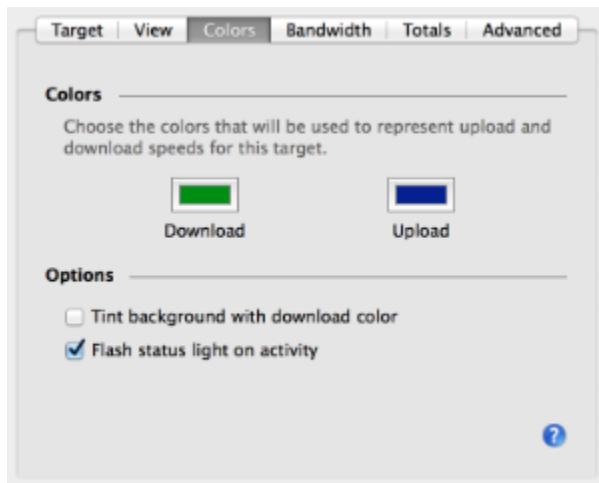 Target View Colors Bandwidth Totals Advanced
Colors
Choose the colors that will be used to represent upload and
download speeds for this target.
Download Upload
Options
Tint background with download color
Flash status light on activity
?